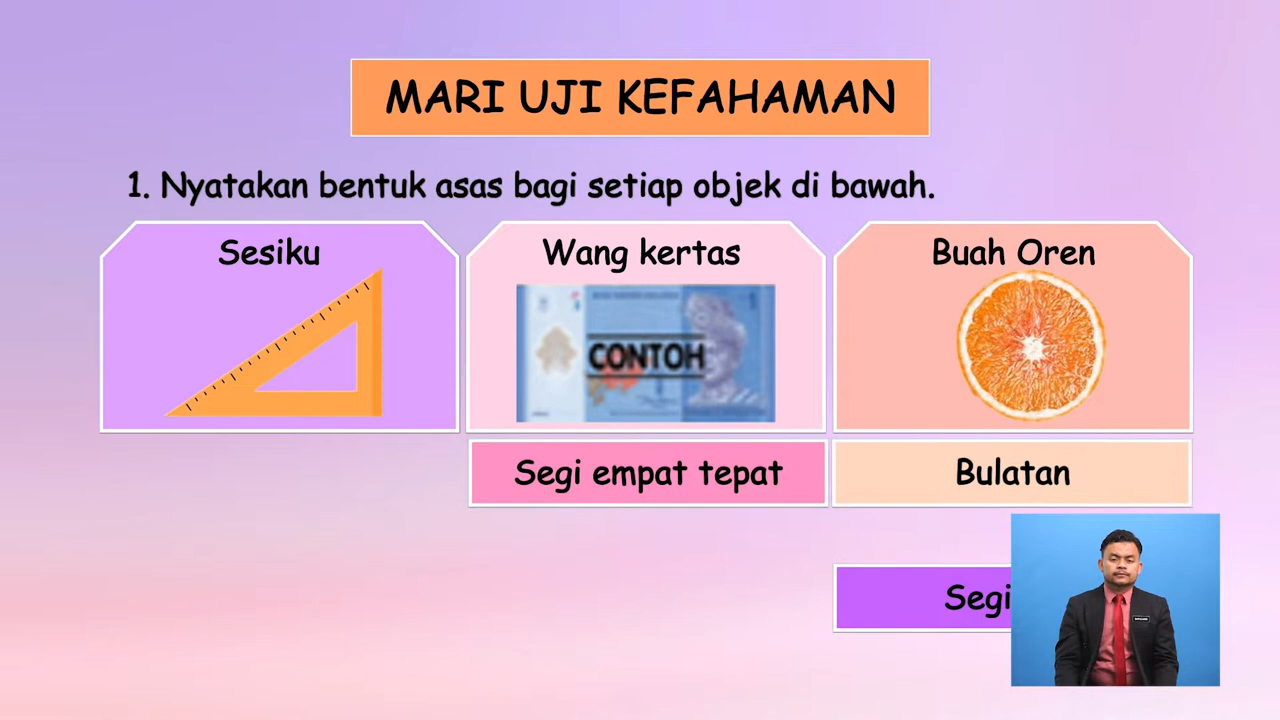 MARI UJI KEFAHAMAN
1. Nyatakan bentuk asas bagi setiap objek di bawah.
Sesiku
Wang kertas
Buah Oren
CONTOH
Segi empat tepat
Bulatan
Segi